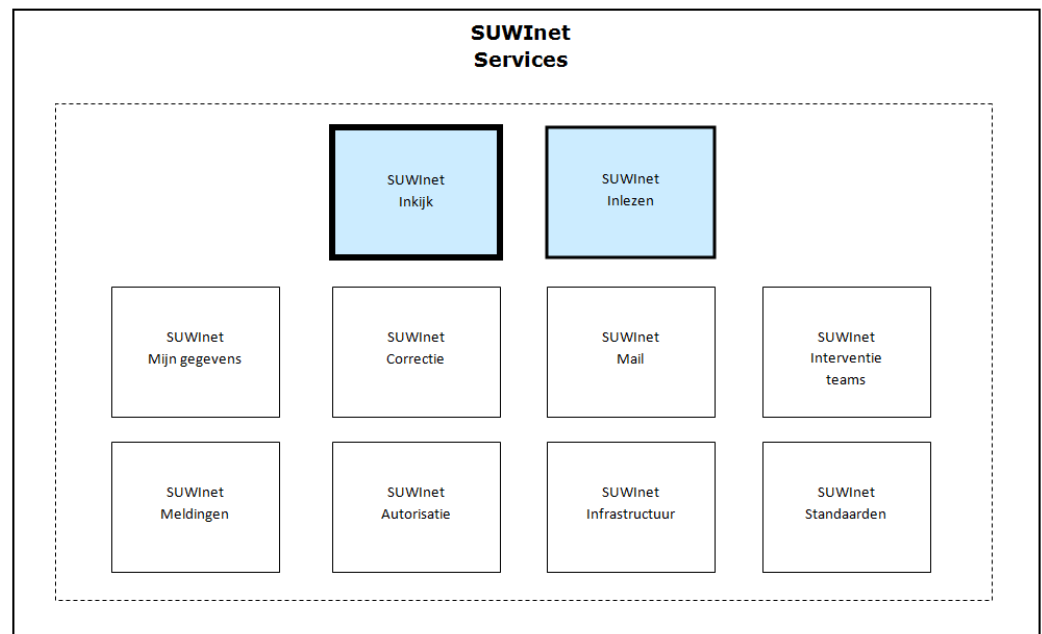 SUWInet
Services
SUWInet
Inkijk
SUWInet
Inlezen
SUWInet
Mijn gegevens
SUWInet
Correctie
SUWInet
Mail
SUWInet
Interventie
teams
SUWInet
Meldingen
SUWInet
Autorisatie
SUWInet
Infrastructuur
SUWInet
Standaarden